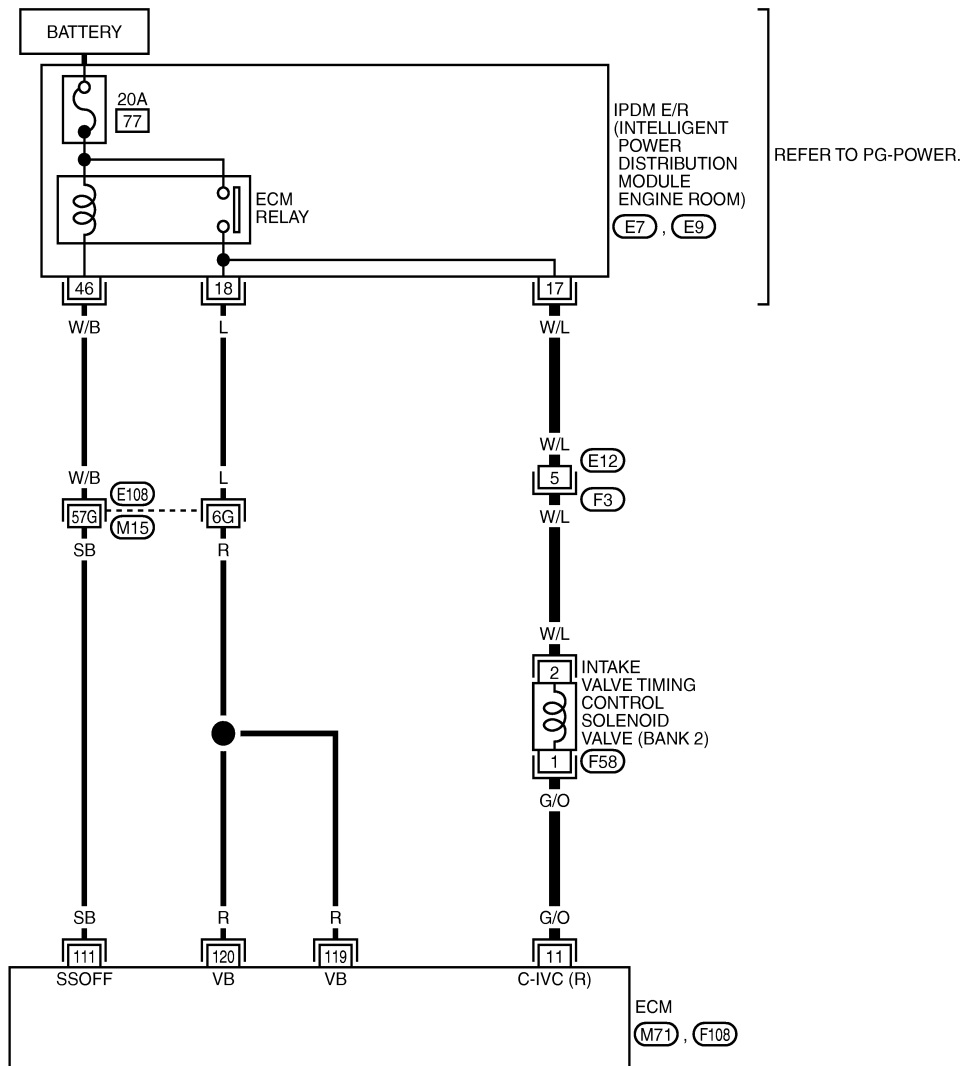 BATTERY
20A
77
IPDM E/R
(INTELLIGENT
POWER
DISTRIBUTION
MODULE
ENGINE ROOM)
E7 , E9
REFER TO PG-POWER.
ECM
RELAY
46
18
17
W/B
L
W/L
W/B
L
W/L
57G
E108
M15
6G
5
E12
F3
SB
R
W/L
W/L
2
INTAKE
VALVE TIMING
CONTROL
SOLENOID
VALVE (BANK 2)
1
F58
G/O
SB
R
R
G/O
111
120
119
11
SSOFF
VB
VB
C-IVC (R)
ECM
M71 , F108